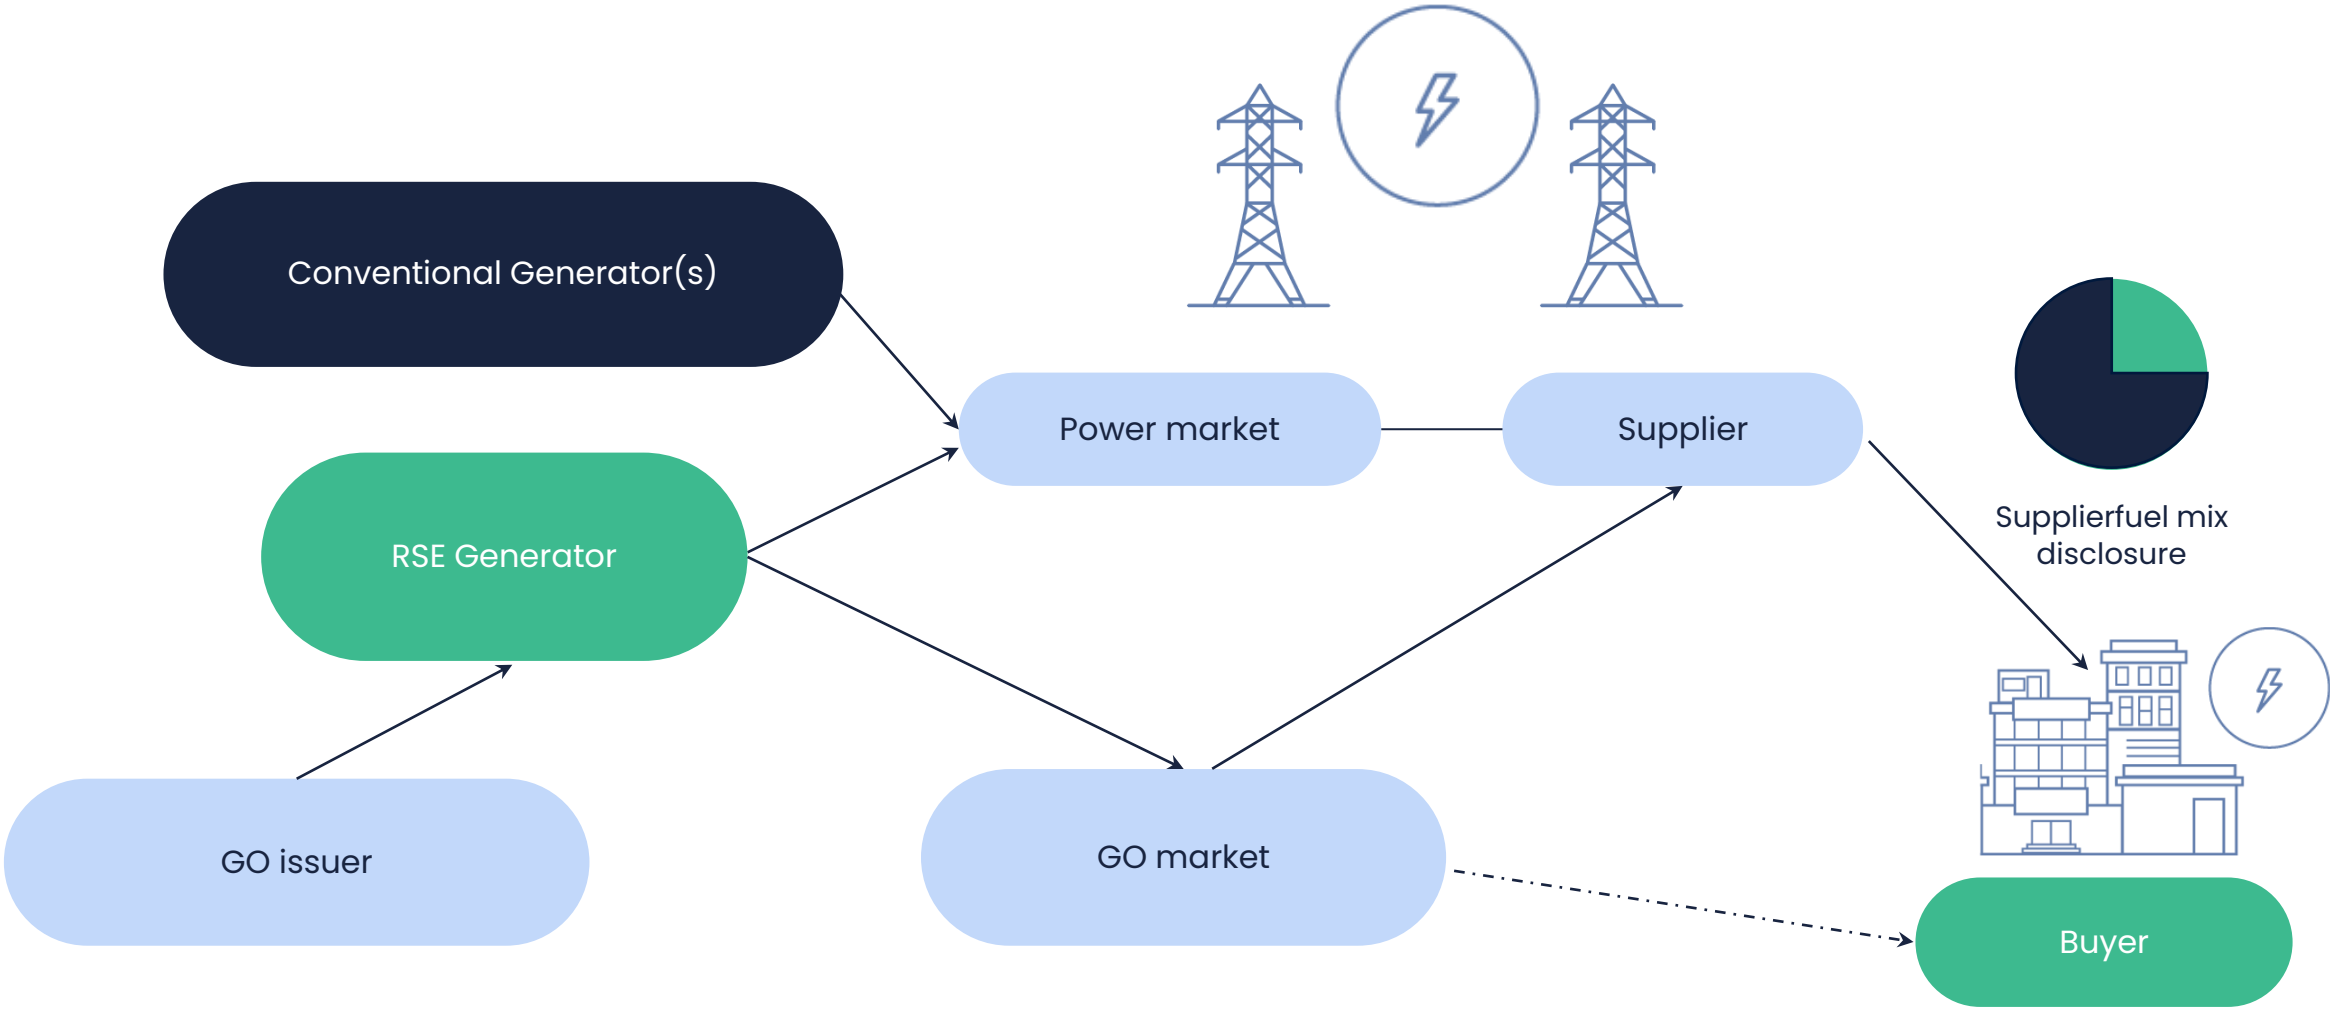 Conventional Generator(s)
Power market
Supplier
Supplierfuel mix
disclosure
RSE Generator
GO issuer
GO market
Buyer